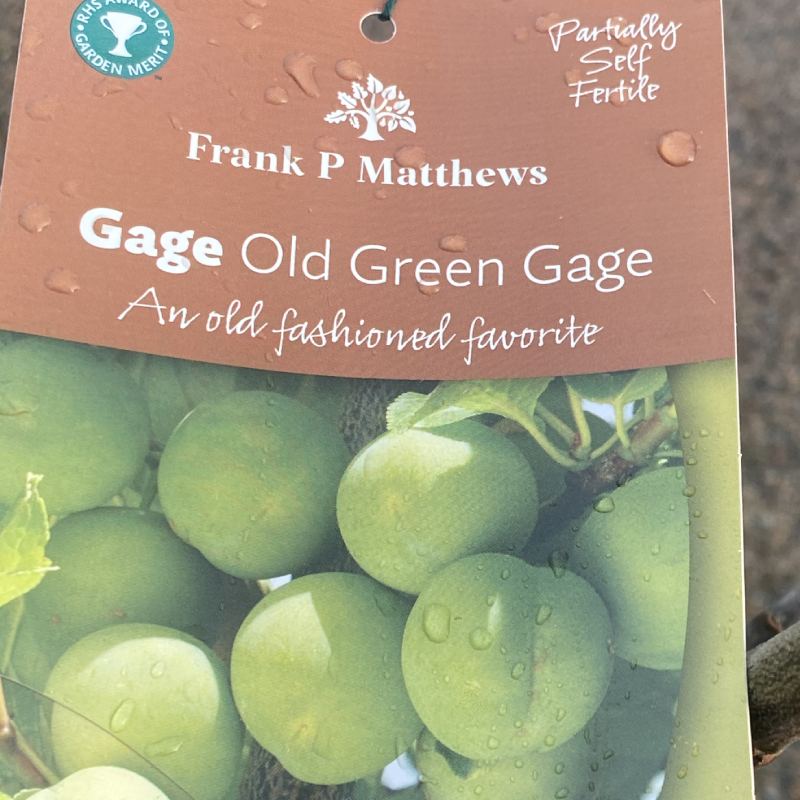 RHS AWARD OF
GARDEN MERIT
Partially
Self
Fertile
Frank P Matthews
Gage Old Green Gage
An old fashioned favorite